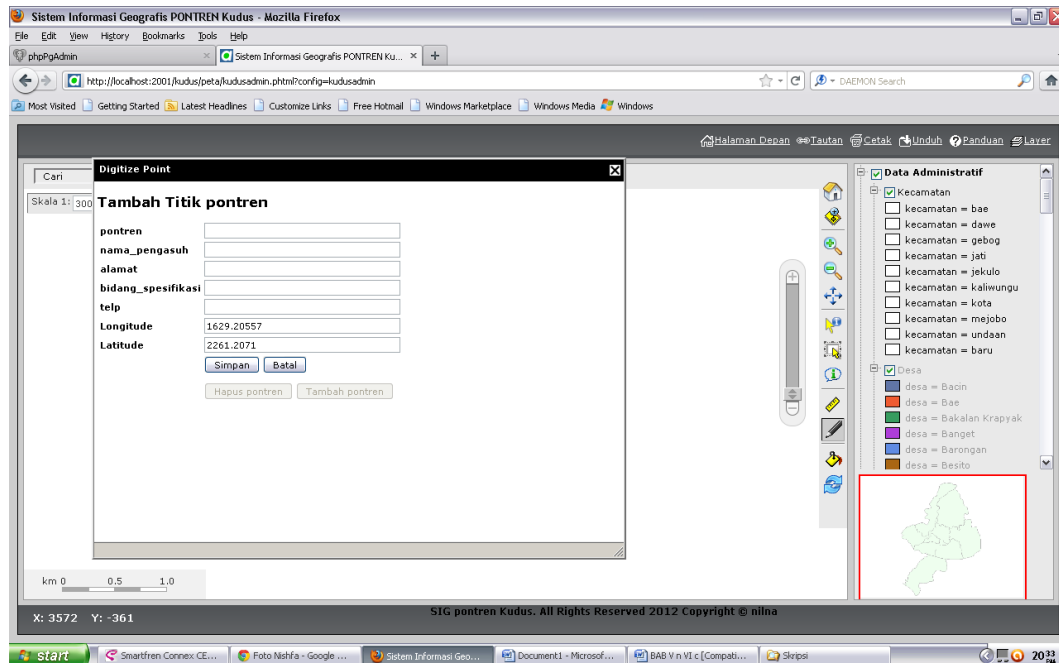 Sistem Informasi Geografis PONTREN Kudus - Mozilla Firefox
File Edit View History Bookmarks Tools Help
phpPgAdmin × Sistem Informasi Geografis PONTREN Ku... × +
http://localhost:2001/kudus/peta/kudusadmin.phtml?config=kudusadmin
DAEMON Search
Most Visited Getting Started Latest Headlines Customize Links Free Hotmail Windows Marketplace Windows Media Windows
Halaman Depan Tautan Cetak Unduh Panduan Layer
Cari
Skala 1: 300
Digitize Point
Tambah Titik pontren
pontren
nama_pengasuh
alamat
bidang_spesifikasi
telp
Longitude 1629.20557
Latitude 2261.2071
Simpan Batal
Hapus pontren Tambah pontren
Data Administratif
Kecamatan
kecamatan = bae
kecamatan = dawe
kecamatan = gebog
kecamatan = jati
kecamatan = jekulo
kecamatan = kaliwungu
kecamatan = kota
kecamatan = mejobo
kecamatan = undaan
kecamatan = baru
Desa
desa = Bacin
desa = Bae
desa = Bakalan Krapyak
desa = Banget
desa = Barongan
desa = Besito
km 0 0.5 1.0
X: 3572 Y: -361
SIG pontren Kudus. All Rights Reserved 2012 Copyright © nilna
start Smartfren Connex CE... Foto Nishfa - Google ... Sistem Informasi Geo... Document1 - Microsof... BAB V n VI c [Compati... Skripsi 20:33